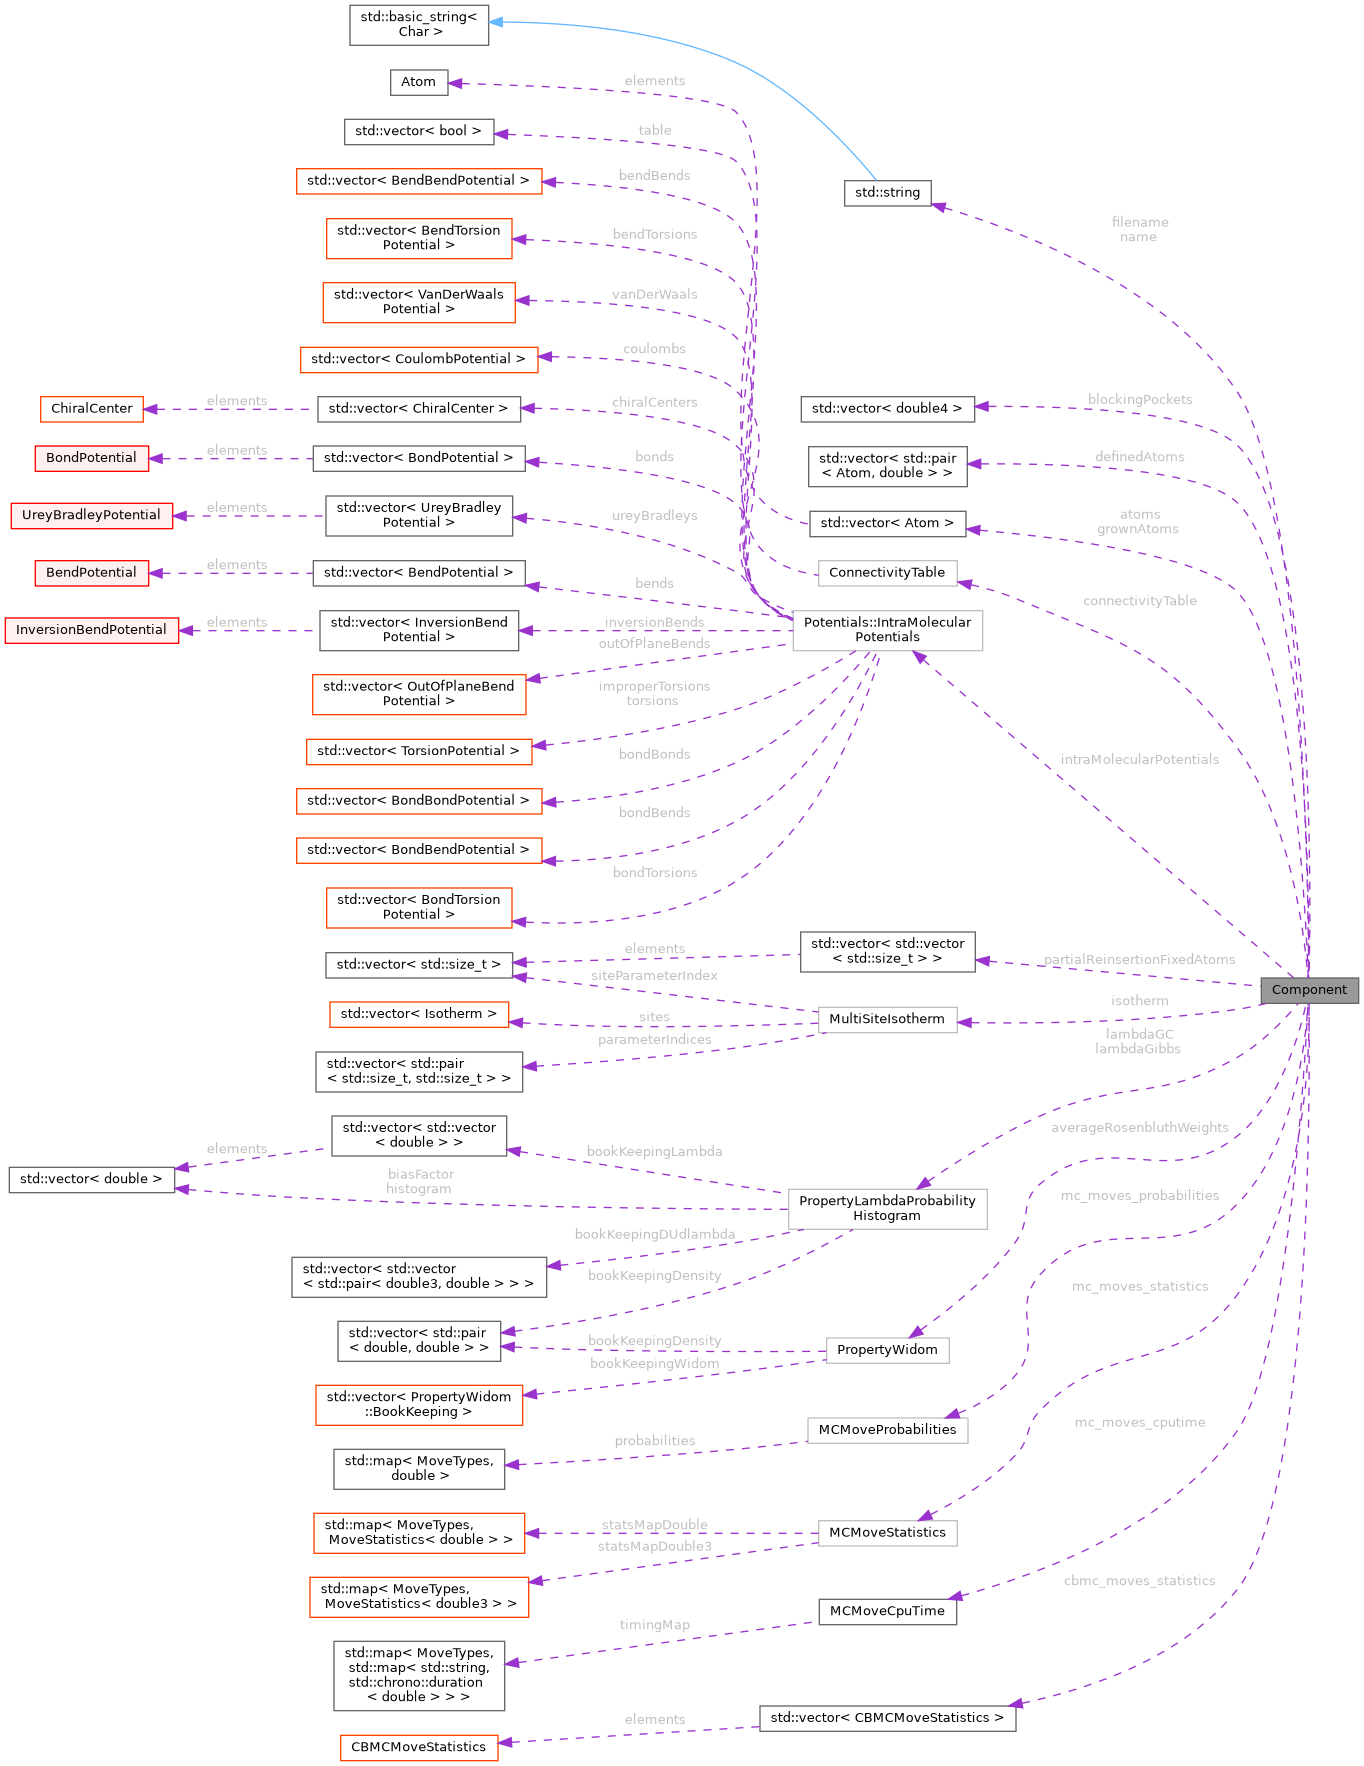 std::basic_string<
Char >
Atom
elements
std::vector< bool >
table
std::vector< BendBendPotential >
bendBends
std::string
filename
name
std::vector< BendTorsion
Potential >
bendTorsions
std::vector< VanDerWaals
Potential >
vanDerWaals
std::vector< CoulombPotential >
coulombs
ChiralCenter
elements
std::vector< ChiralCenter >
chiralCenters
std::vector< double4 >
blockingPockets
BondPotential
elements
std::vector< BondPotential >
bonds
std::vector< std::pair
< Atom, double > >
definedAtoms
UreyBradleyPotential
elements
std::vector< UreyBradley
Potential >
ureyBradleys
std::vector< Atom >
atoms
grownAtoms
BendPotential
elements
std::vector< BendPotential >
bends
ConnectivityTable
connectivityTable
InversionBendPotential
elements
std::vector< InversionBend
Potential >
inversionBends
Potentials::IntraMolecular
Potentials
outOfPlaneBends
std::vector< OutOfPlaneBend
Potential >
improperTorsions
torsions
std::vector< TorsionPotential >
bondBonds
intraMolecularPotentials
std::vector< BondBondPotential >
bondBends
std::vector< BondBendPotential >
bondTorsions
std::vector< BondTorsion
Potential >
std::vector< std::size_t >
elements
siteParameterIndex
std::vector< std::vector
< std::size_t > >
partialReinsertionFixedAtoms
Component
std::vector< Isotherm >
sites
parameterIndices
MultiSiteIsotherm
isotherm
lambdaGC
lambdaGibbs
std::vector< std::pair
< std::size_t, std::size_t > >
std::vector< std::vector
< double > >
elements
bookKeepingLambda
averageRosenbluthWeights
std::vector< double >
biasFactor
histogram
PropertyLambdaProbability
Histogram
mc_moves_probabilities
bookKeepingDUdlambda
std::vector< std::vector
< std::pair< double3, double > > >
bookKeepingDensity
mc_moves_statistics
std::vector< std::pair
< double, double > >
bookKeepingDensity
bookKeepingWidom
PropertyWidom
std::vector< PropertyWidom
::BookKeeping >
mc_moves_cputime
MCMoveProbabilities
probabilities
std::map< MoveTypes,
double >
std::map< MoveTypes,
MoveStatistics< double > >
statsMapDouble
statsMapDouble3
MCMoveStatistics
std::map< MoveTypes,
MoveStatistics< double3 > >
cbmc_moves_statistics
MCMoveCpuTime
timingMap
std::map< MoveTypes,
std::map< std::string,
std::chrono::duration
< double > > >
std::vector< CBMCMoveStatistics >
elements
CBMCMoveStatistics